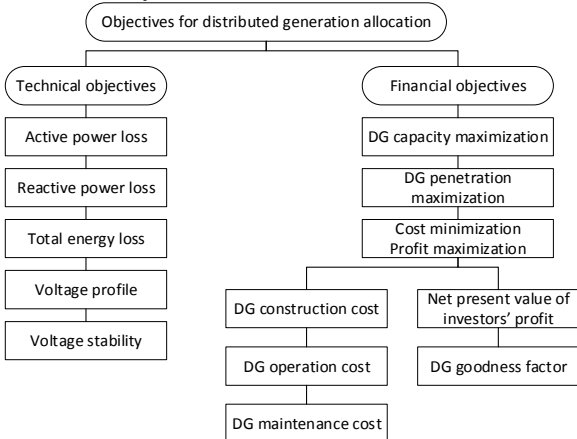 Objectives for distributed generation allocation
Technical objectives
Active power loss
Reactive power loss
Total energy loss
Voltage profile
Voltage stability
Financial objectives
DG capacity maximization
DG penetration
maximization
Cost minimization
Profit maximization
DG construction cost
DG operation cost
DG maintenance cost
Net present value of
investors' profit
DG goodness factor